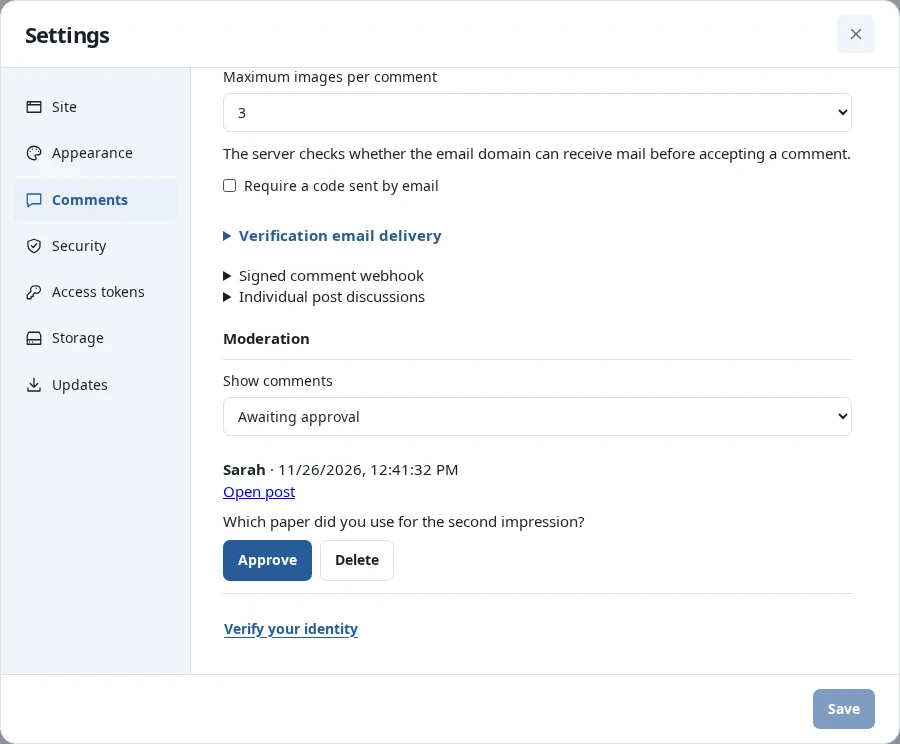 Settings
Site
Appearance
Comments
Security
Access tokens
Storage
Updates
Maximum images per comment
3
The server checks whether the email domain can receive mail before accepting a comment.
Require a code sent by email
Verification email delivery
Signed comment webhook
Individual post discussions
Moderation
Show comments
Awaiting approval
Sarah · 11/26/2026, 12:41:32 PM
Open post
Which paper did you use for the second impression?
Approve Delete
Verify your identity
Save